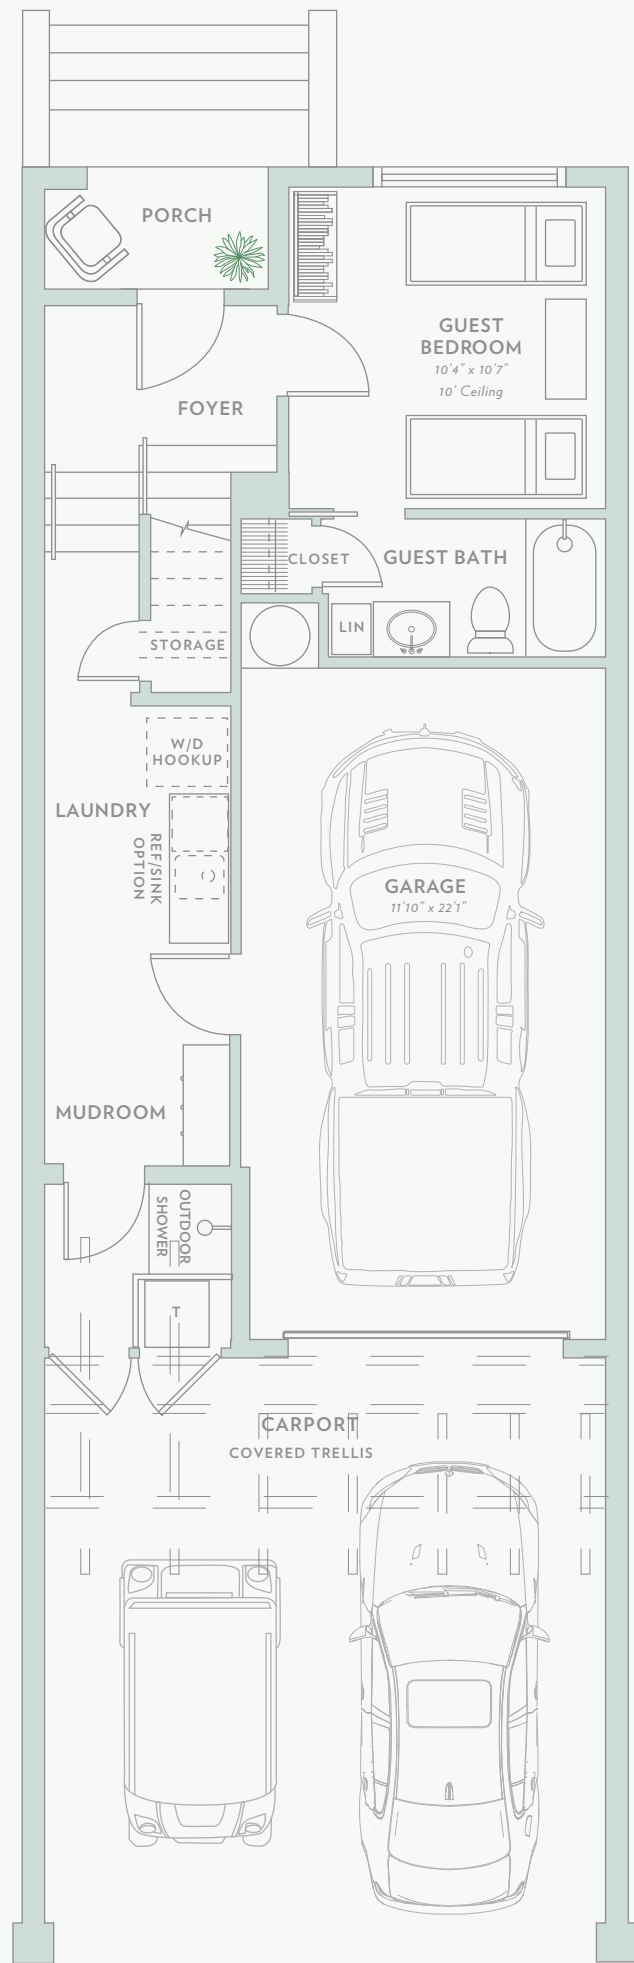 PORCH
GUEST
BEDROOM
10'4" x 10'7"
10' Ceiling
FOYER
CLOSET
GUEST BATH
LIN
STORAGE
W/D
HOOKUP
LAUNDRY
REF/SINK
OPTION
GARAGE
11'10" x 22'1"
MUDROOM
OUTDOOR
SHOWER
T
CARPORT
COVERED TRELLIS